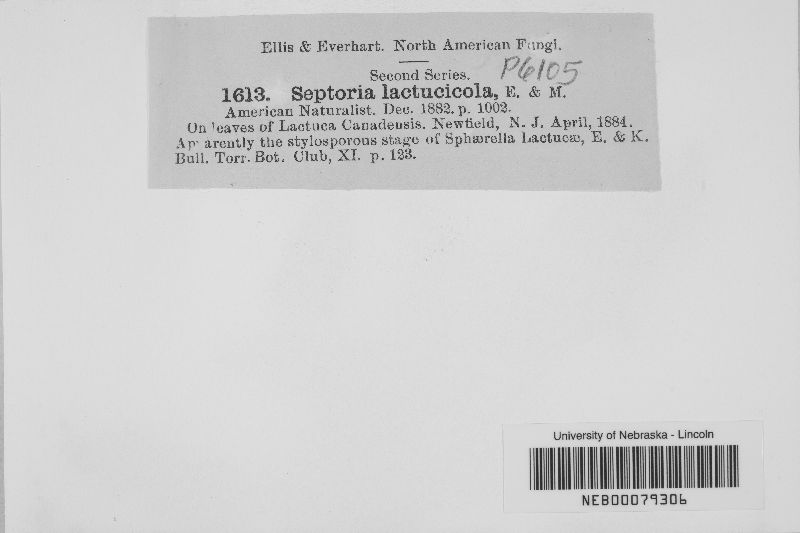 Ellis & Everhart. North American Fungi.
Second Series.
P6105
1613. Septoria lactucicola, E. & M.
American Naturalist. Dec. 1882. p. 1002.
On leaves of Lactuca Canadensis. Newfield, N. J. April, 1884.
Ap arently the stylosporous stage of Sphærella Lactucæ, E. & K.
Bull. Torr. Bot. Club, XI. p. 123.
University of Nebraska - Lincoln
NEB00079306